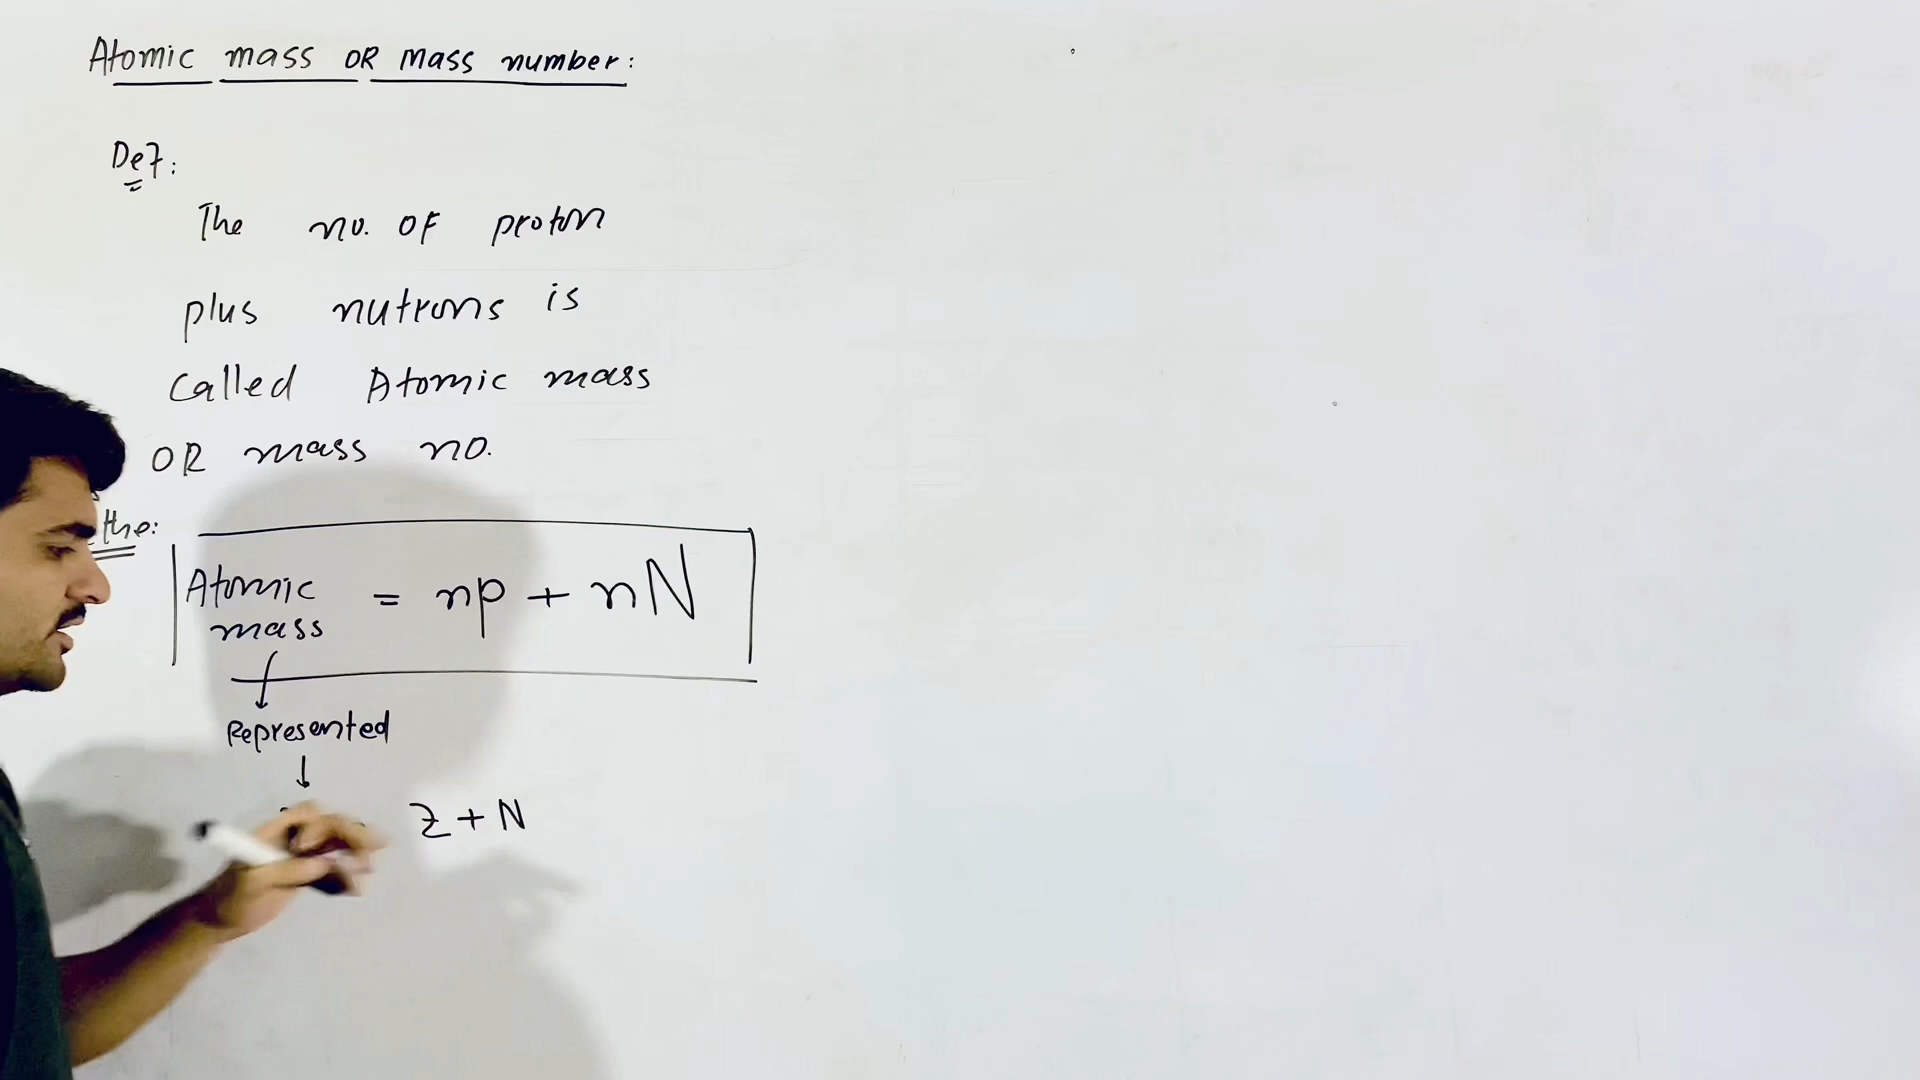 Atomic mass OR mass number:
Def:
The no. OF proton
plus nutrons is
called Atomic mass
OR mass no.
the:
Atomic = np + nN
mass
Represented
Z + N